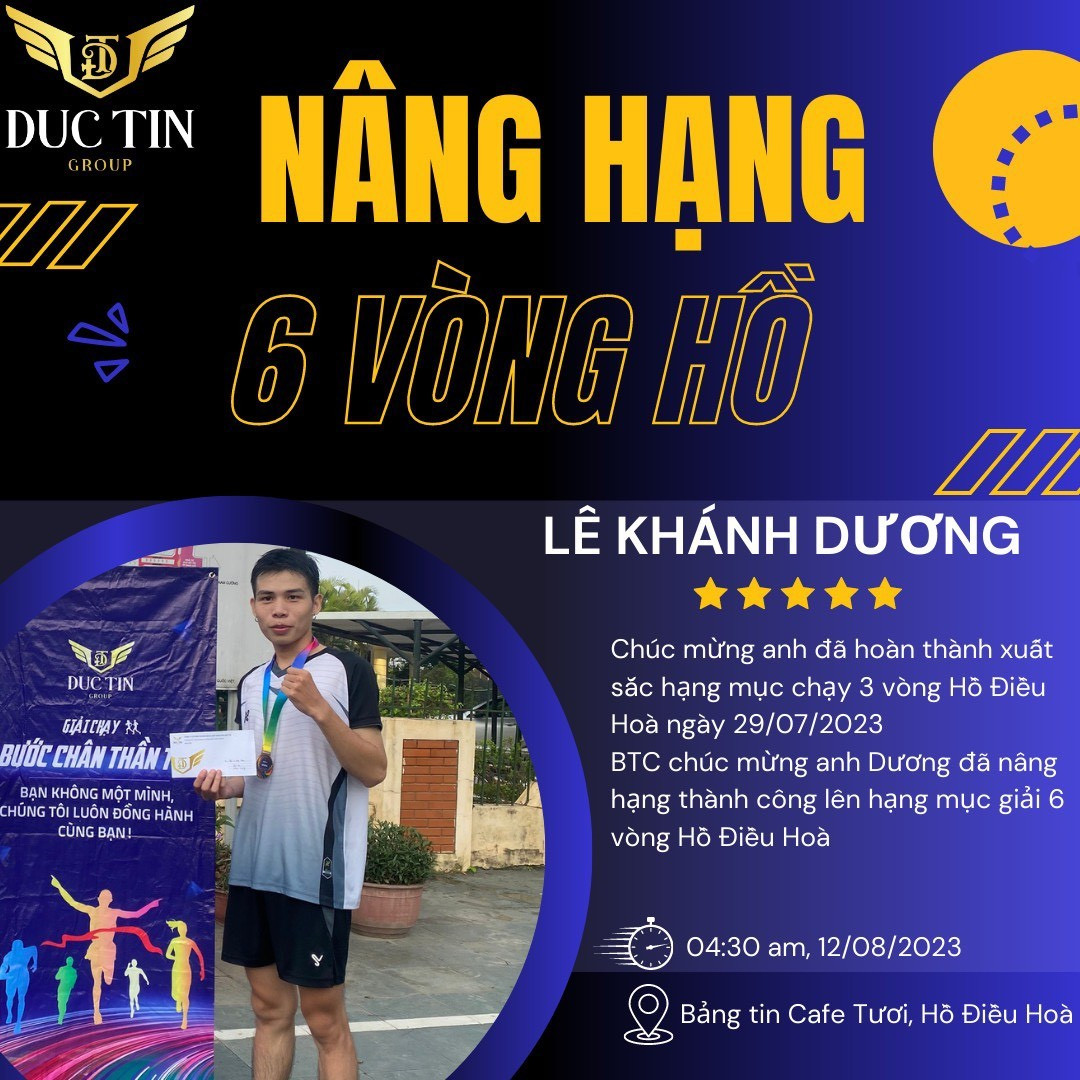 DUC TIN
GROUP
NÂNG HẠNG
6 VÒNG HỒ
LÊ KHÁNH DƯƠNG
Chúc mừng anh đã hoàn thành xuất
sắc hạng mục chạy 3 vòng Hồ Điều
Hoà ngày 29/07/2023
BTC chúc mừng anh Dương đã nâng
hạng thành công lên hạng mục giải 6
vòng Hồ Điều Hoà
04:30 am, 12/08/2023
Bảng tin Cafe Tươi, Hồ Điều Hoà
DUC TIN
GROUP
GIẢI CHẠY
BƯỚC CHÂN THẦN T
BẠN KHÔNG MỘT MÌNH,
CHÚNG TÔI LUÔN ĐỒNG HÀNH
CÙNG BẠN!